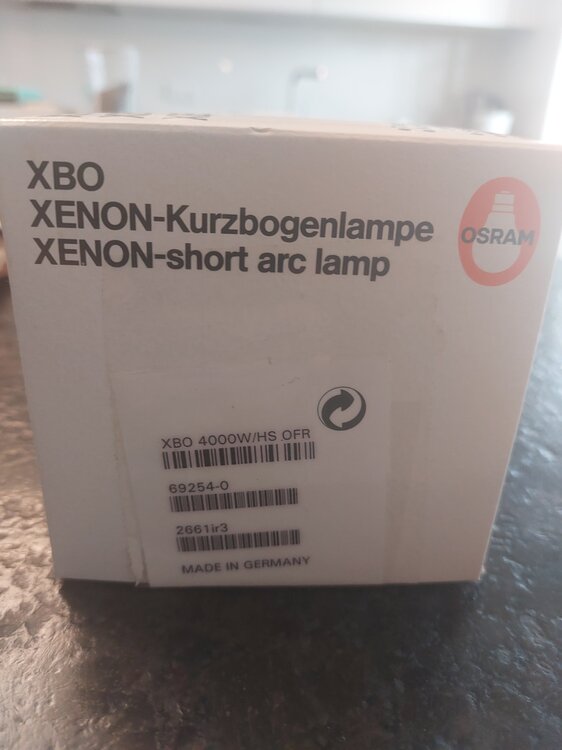 XBO
XENON-Kurzbogenlampe
XENON-short arc lamp
OSRAM
XBO 4000W/HS OFR
69254-0
2661ir3
MADE IN GERMANY